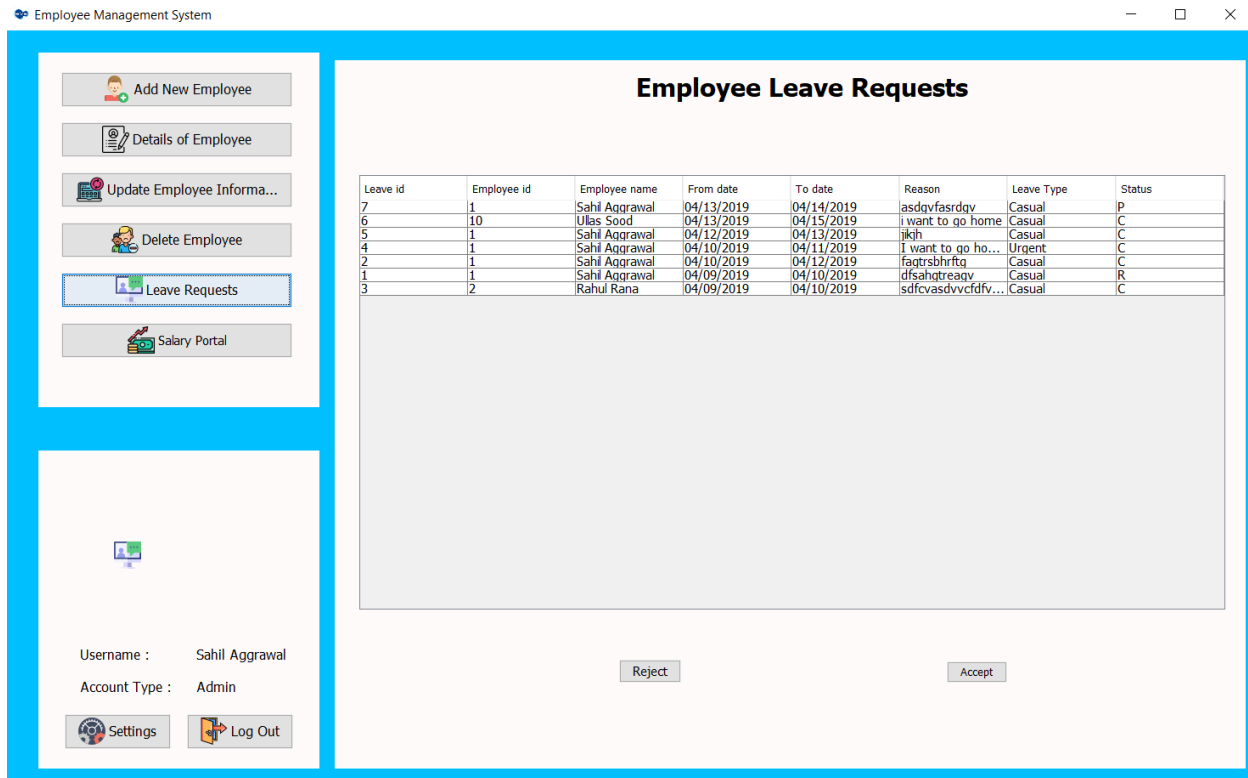 Employee Management System
Add New Employee
Details of Employee
Update Employee Informa...
Delete Employee
Leave Requests
Salary Portal
Username : Sahil Aggrawal
Account Type : Admin
Settings Log Out
Employee Leave Requests
Leave id Employee id Employee name From date To date Reason Leave Type Status
7 1 Sahil Aggrawal 04/13/2019 04/14/2019 asdgvfasrdgv Casual P
6 10 Ullas Sood 04/13/2019 04/15/2019 i want to go home Casual C
5 1 Sahil Aggrawal 04/12/2019 04/13/2019 jikjh Casual C
4 1 Sahil Aggrawal 04/10/2019 04/11/2019 I want to go ho... Urgent C
2 1 Sahil Aggrawal 04/10/2019 04/12/2019 fagtrsbhrftg Casual C
1 1 Sahil Aggrawal 04/09/2019 04/10/2019 dfsahgtreagv Casual R
3 2 Rahul Rana 04/09/2019 04/10/2019 sdfcvasdvvcfdfv... Casual C
Reject Accept